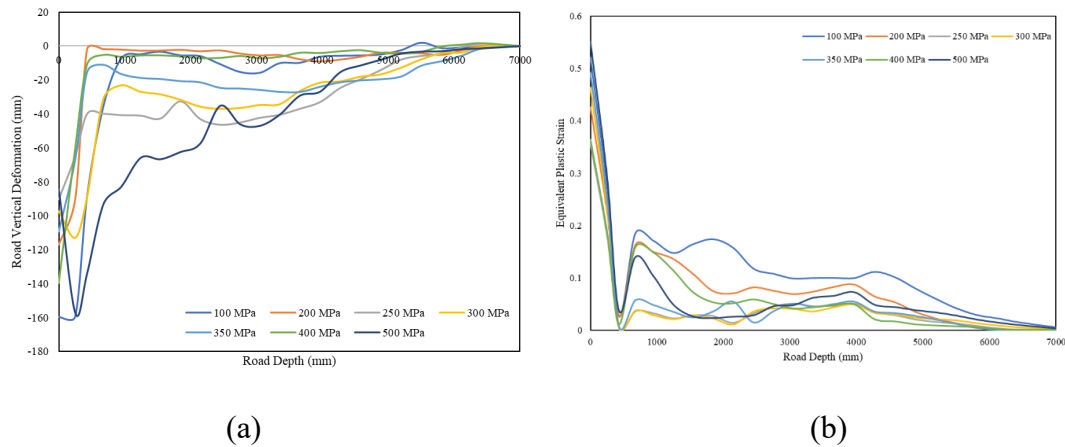 20
0
-20
-40
-60
-80
-100
-120
-140
-160
-180
Road Vertical Deformation (mm)
0 1000 2000 3000 4000 5000 6000 7000
100 MPa 200 MPa 250 MPa 300 MPa
350 MPa 400 MPa 500 MPa
Road Depth (mm)
(a)
0.6
0.5
0.4
0.3
0.2
0.1
0
Equivalent Plastic Strain
100 MPa 200 MPa 250 MPa 300 MPa
350 MPa 400 MPa 500 MPa
0 1000 2000 3000 4000 5000 6000 7000
Road Depth (mm)
(b)